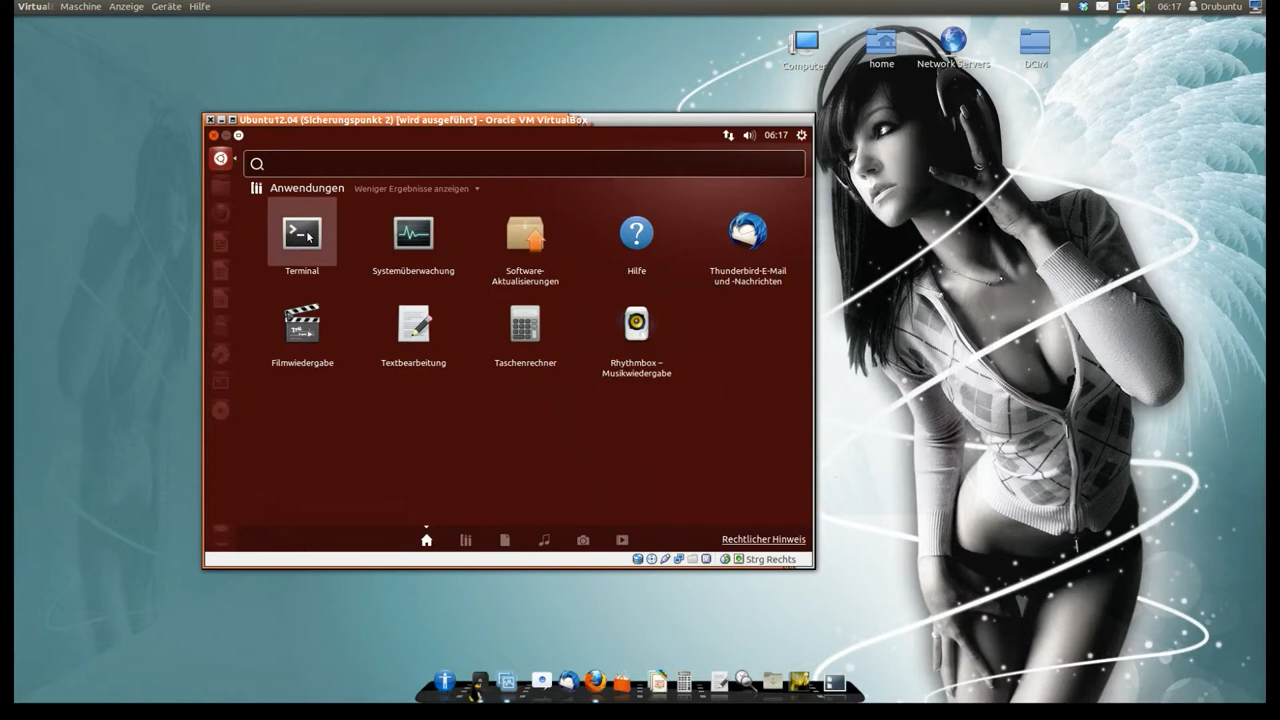 Virtual Maschine Anzeige Geräte Hilfe
06:17 Drubuntu
Computer
home
Network Servers
DCIM
Ubuntu12.04 (Sicherungspunkt 2) [wird ausgeführt] - Oracle VM VirtualBox
06:17
Anwendungen Weniger Ergebnisse anzeigen
Terminal
Systemüberwachung
Software-
Aktualisierungen
Hilfe
Thunderbird-E-Mail
und -Nachrichten
Filmwiedergabe
Textbearbeitung
Taschenrechner
Rhythmbox –
Musikwiedergabe
Rechtlicher Hinweis
Strg Rechts